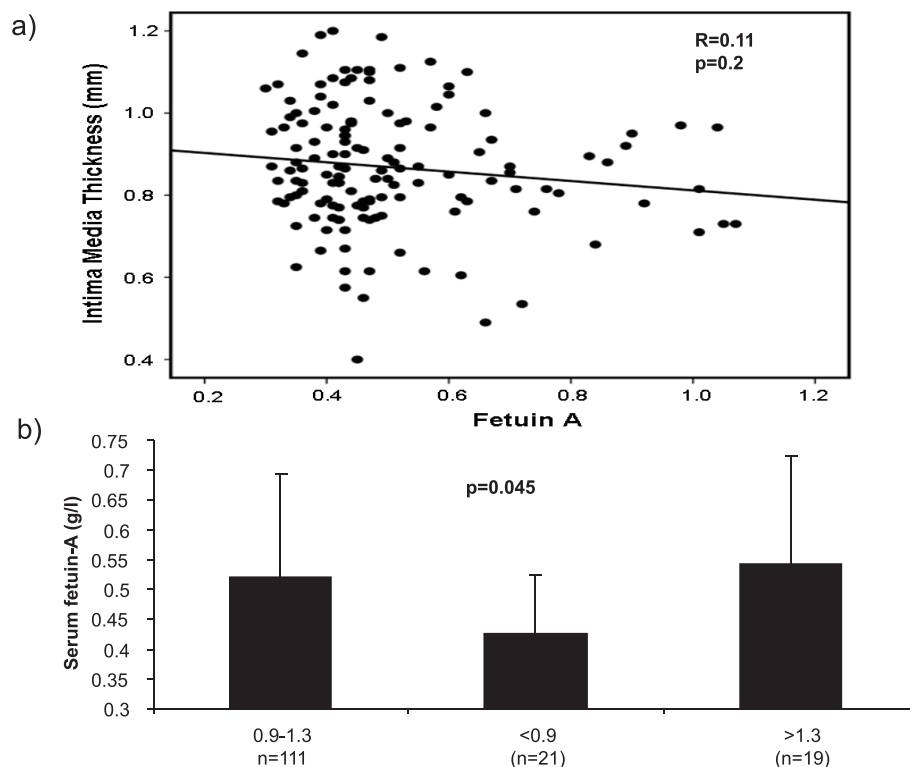 a)
R=0.11
p=0.2
Intima Media Thickness (mm)
1.2
1.0
0.8
0.6
0.4
0.2 0.4 0.6 0.8 1.0 1.2
Fetuin A
b)
p=0.045
Serum fetuin-A (g/l)
0.75
0.7
0.65
0.6
0.55
0.5
0.45
0.4
0.35
0.3
0.9-1.3 <0.9 >1.3
n=111 (n=21) (n=19)